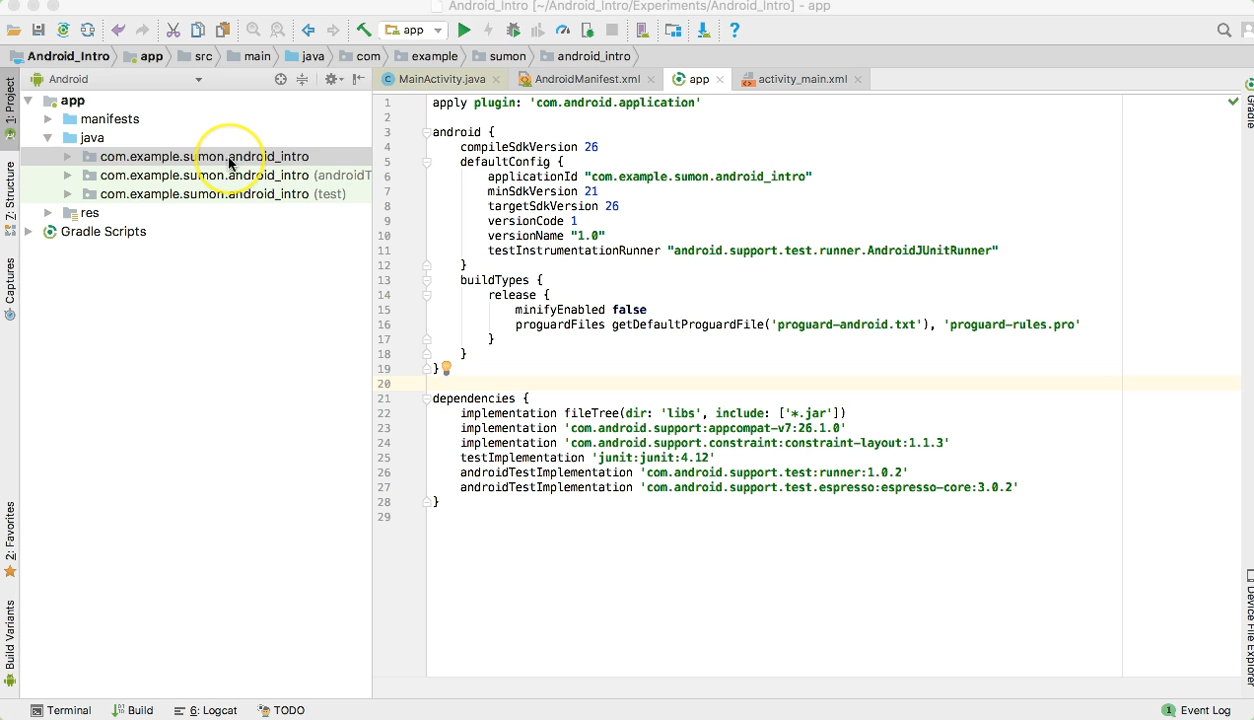 Android_Intro [~/Android_Intro/Experiments/Android_Intro] - app
app
Android_Intro app src main java com example sumon android_intro
Android
MainActivity.java AndroidManifest.xml app activity_main.xml
1: Project
Z: Structure
Captures
2: Favorites
Build Variants
app
manifests
java
com.example.sumon.android_intro
com.example.sumon.android_intro (androidT
com.example.sumon.android_intro (test)
res
Gradle Scripts
1 apply plugin: 'com.android.application'
2
3 android {
4 compileSdkVersion 26
5 defaultConfig {
6 applicationId "com.example.sumon.android_intro"
7 minSdkVersion 21
8 targetSdkVersion 26
9 versionCode 1
10 versionName "1.0"
11 testInstrumentationRunner "android.support.test.runner.AndroidJUnitRunner"
12 }
13 buildTypes {
14 release {
15 minifyEnabled false
16 proguardFiles getDefaultProguardFile('proguard-android.txt'), 'proguard-rules.pro'
17 }
18 }
19 }
20
21 dependencies {
22 implementation fileTree(dir: 'libs', include: ['*.jar'])
23 implementation 'com.android.support:appcompat-v7:26.1.0'
24 implementation 'com.android.support.constraint:constraint-layout:1.1.3'
25 testImplementation 'junit:junit:4.12'
26 androidTestImplementation 'com.android.support.test:runner:1.0.2'
27 androidTestImplementation 'com.android.support.test.espresso:espresso-core:3.0.2'
28 }
29
Gradle
Device File Explorer
Terminal Build 6: Logcat TODO
1 Event Log